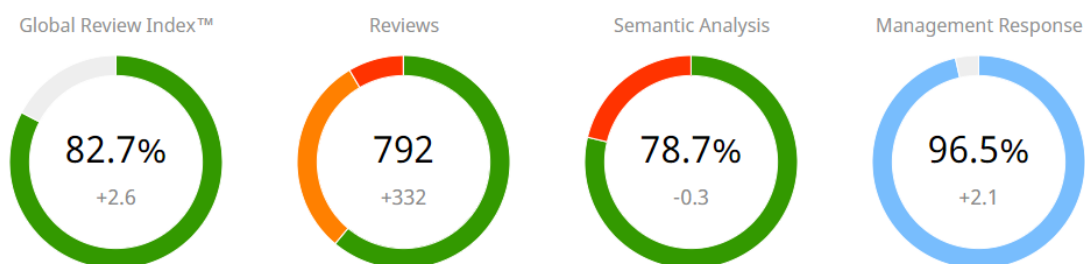 Global Review Index™
Reviews
Semantic Analysis
Management Response
82.7%
792
78.7%
96.5%
+2.6
+332
-0.3
+2.1